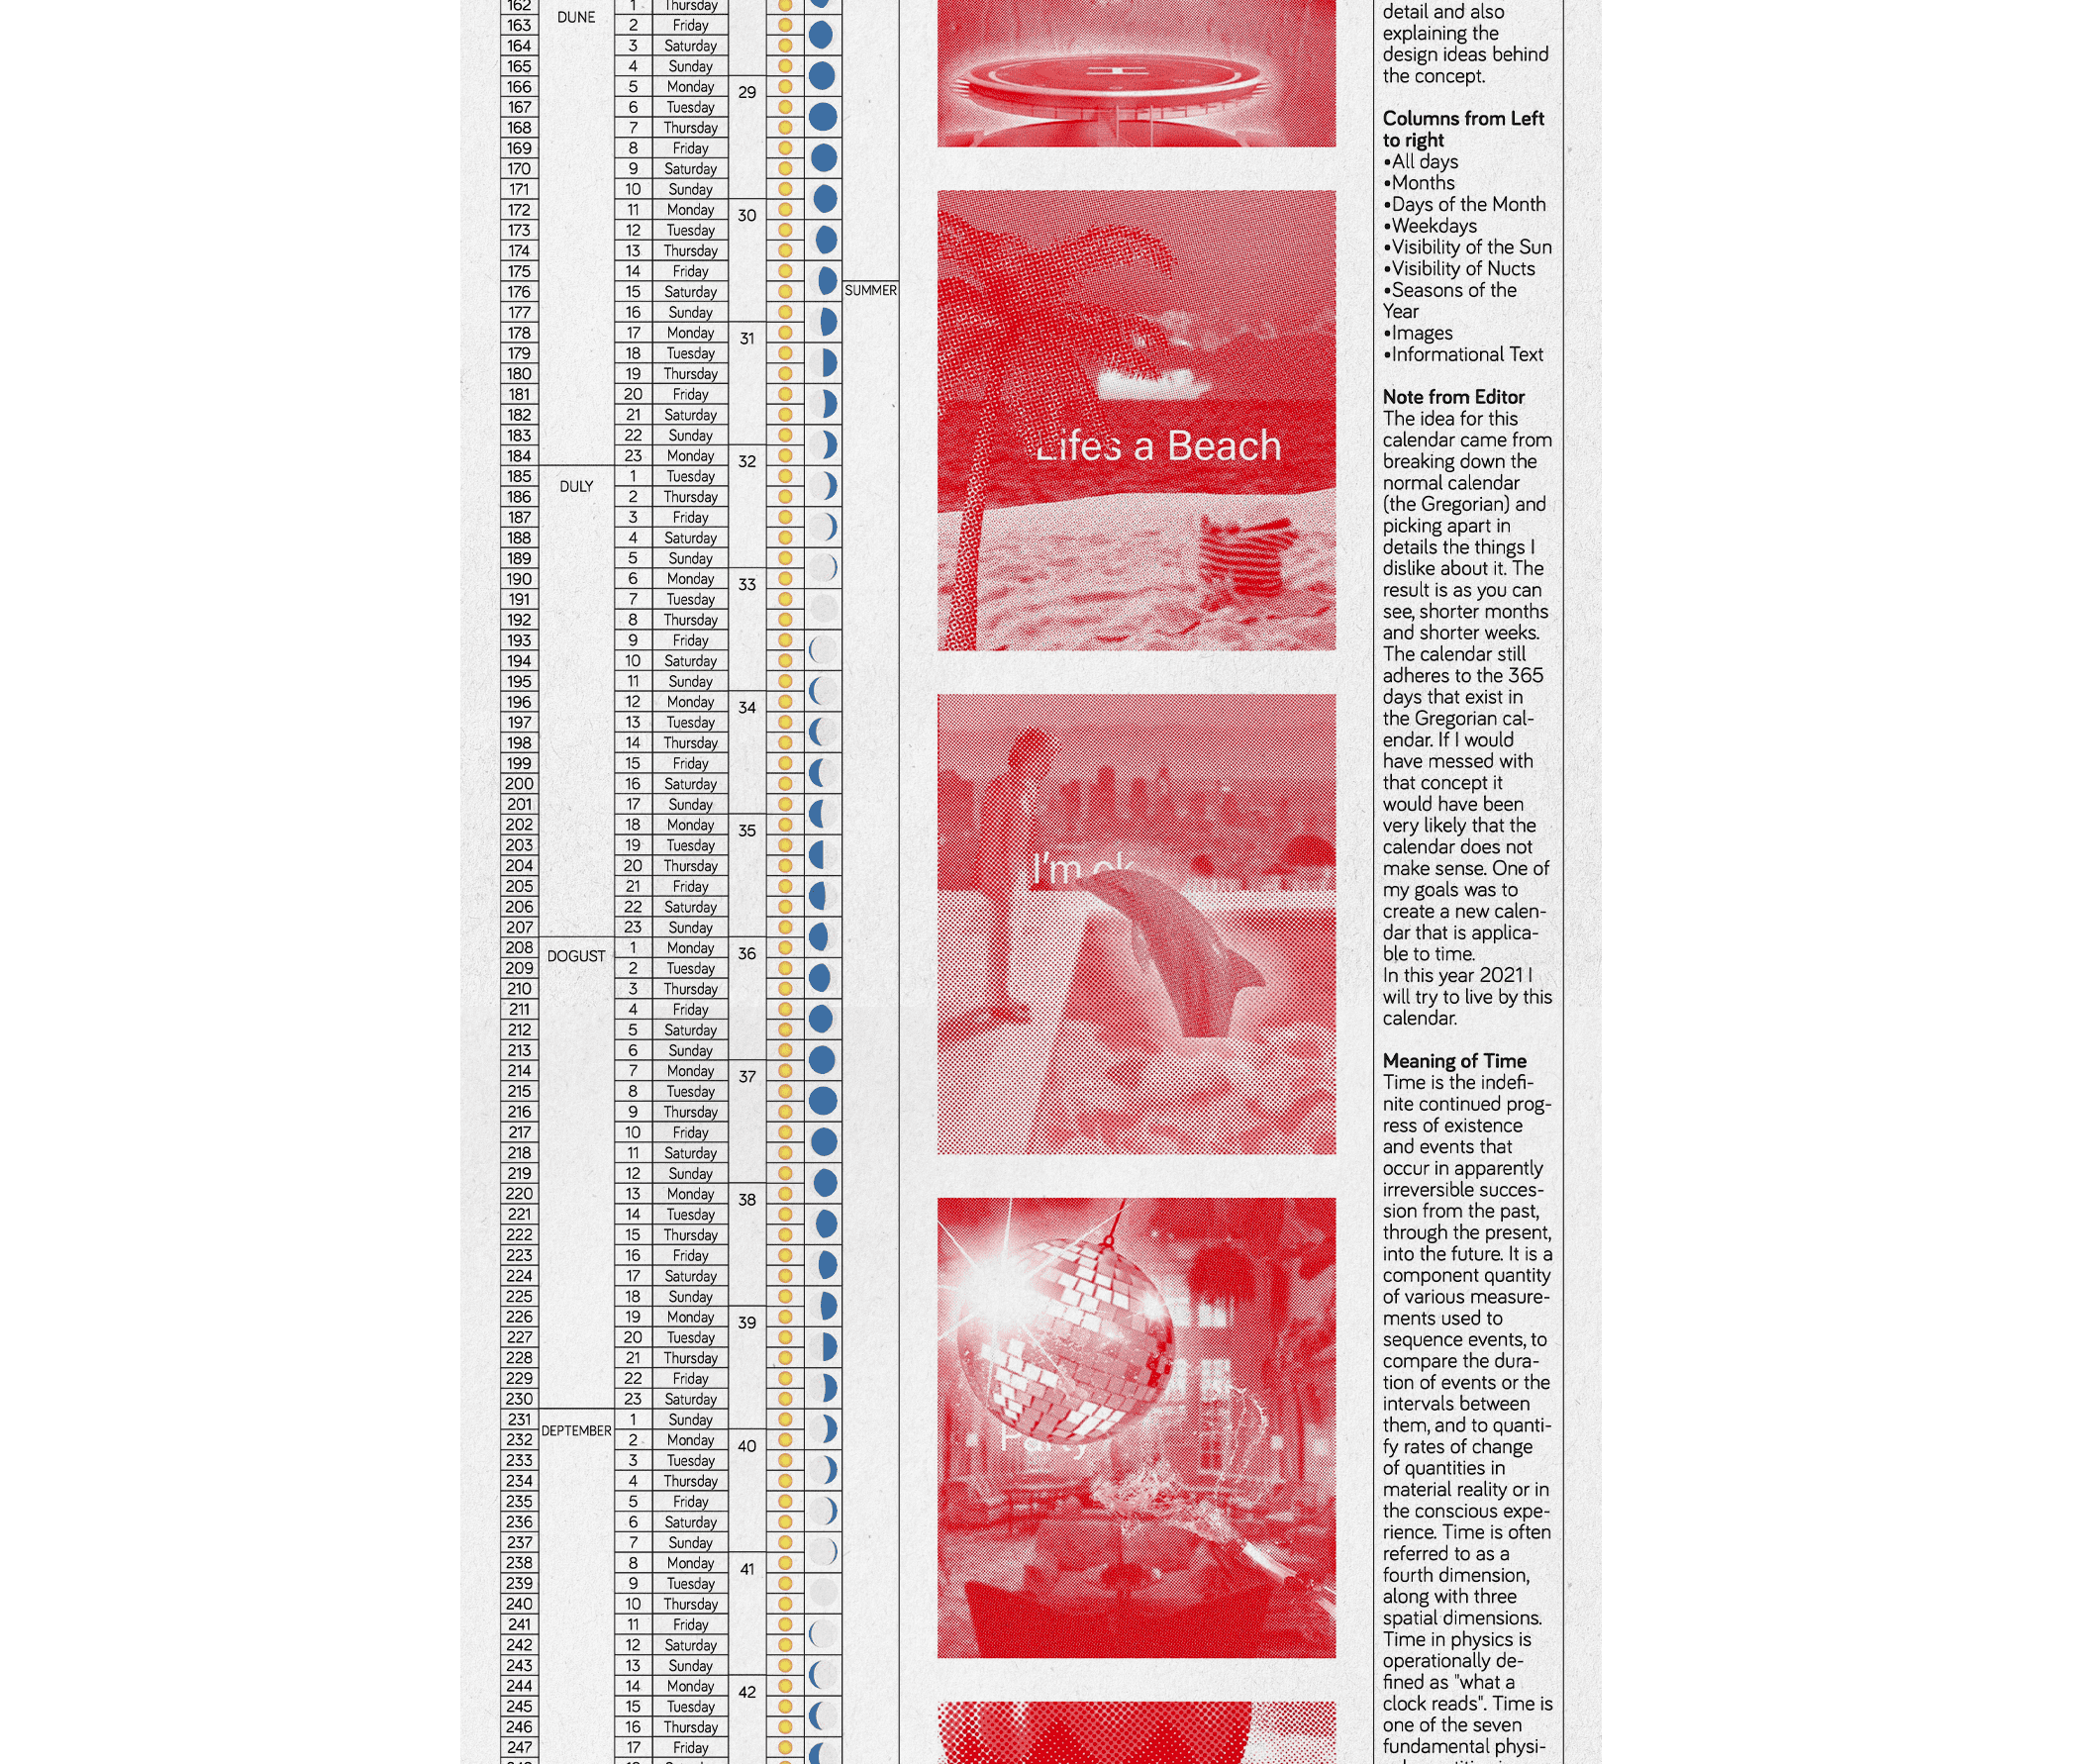 162 1 Thursday
DUNE
163 2 Friday
164 3 Saturday
165 4 Sunday
166 5 Monday 29
167 6 Tuesday
168 7 Thursday
169 8 Friday
170 9 Saturday
171 10 Sunday
172 11 Monday 30
173 12 Tuesday
174 13 Thursday
175 14 Friday
176 15 Saturday SUMMER
177 16 Sunday
178 17 Monday 31
179 18 Tuesday
180 19 Thursday
181 20 Friday
182 21 Saturday
183 22 Sunday
184 23 Monday 32
185 1 Tuesday
DULY
186 2 Thursday
187 3 Friday
188 4 Saturday
189 5 Sunday
190 6 Monday 33
191 7 Tuesday
192 8 Thursday
193 9 Friday
194 10 Saturday
195 11 Sunday
196 12 Monday 34
197 13 Tuesday
198 14 Thursday
199 15 Friday
200 16 Saturday
201 17 Sunday
202 18 Monday 35
203 19 Tuesday
204 20 Thursday
205 21 Friday
206 22 Saturday
207 23 Sunday
208 1 Monday 36
DOGUST
209 2 Tuesday
210 3 Thursday
211 4 Friday
212 5 Saturday
213 6 Sunday
214 7 Monday 37
215 8 Tuesday
216 9 Thursday
217 10 Friday
218 11 Saturday
219 12 Sunday
220 13 Monday 38
221 14 Tuesday
222 15 Thursday
223 16 Friday
224 17 Saturday
225 18 Sunday
226 19 Monday 39
227 20 Tuesday
228 21 Thursday
229 22 Friday
230 23 Saturday
231 1 Sunday
DEPTEMBER
232 2 Monday 40
233 3 Tuesday
234 4 Thursday
235 5 Friday
236 6 Saturday
237 7 Sunday
238 8 Monday 41
239 9 Tuesday
240 10 Thursday
241 11 Friday
242 12 Saturday
243 13 Sunday
244 14 Monday 42
245 15 Tuesday
246 16 Thursday
247 17 Friday
H
Lifes a Beach
I'm ok
Party
detail and also
explaining the
design ideas behind
the concept.
Columns from Left
to right
•All days
•Months
•Days of the Month
•Weekdays
•Visibility of the Sun
•Visibility of Nucts
•Seasons of the
Year
•Images
•Informational Text
Note from Editor
The idea for this
calendar came from
breaking down the
normal calendar
(the Gregorian) and
picking apart in
details the things I
dislike about it. The
result is as you can
see, shorter months
and shorter weeks.
The calendar still
adheres to the 365
days that exist in
the Gregorian cal-
endar. If I would
have messed with
that concept it
would have been
very likely that the
calendar does not
make sense. One of
my goals was to
create a new calen-
dar that is applica-
ble to time.
In this year 2021 I
will try to live by this
calendar.
Meaning of Time
Time is the indefi-
nite continued prog-
ress of existence
and events that
occur in apparently
irreversible succes-
sion from the past,
through the present,
into the future. It is a
component quantity
of various measure-
ments used to
sequence events, to
compare the dura-
tion of events or the
intervals between
them, and to quanti-
fy rates of change
of quantities in
material reality or in
the conscious expe-
rience. Time is often
referred to as a
fourth dimension,
along with three
spatial dimensions.
Time in physics is
operationally de-
fined as "what a
clock reads". Time is
one of the seven
fundamental physi-